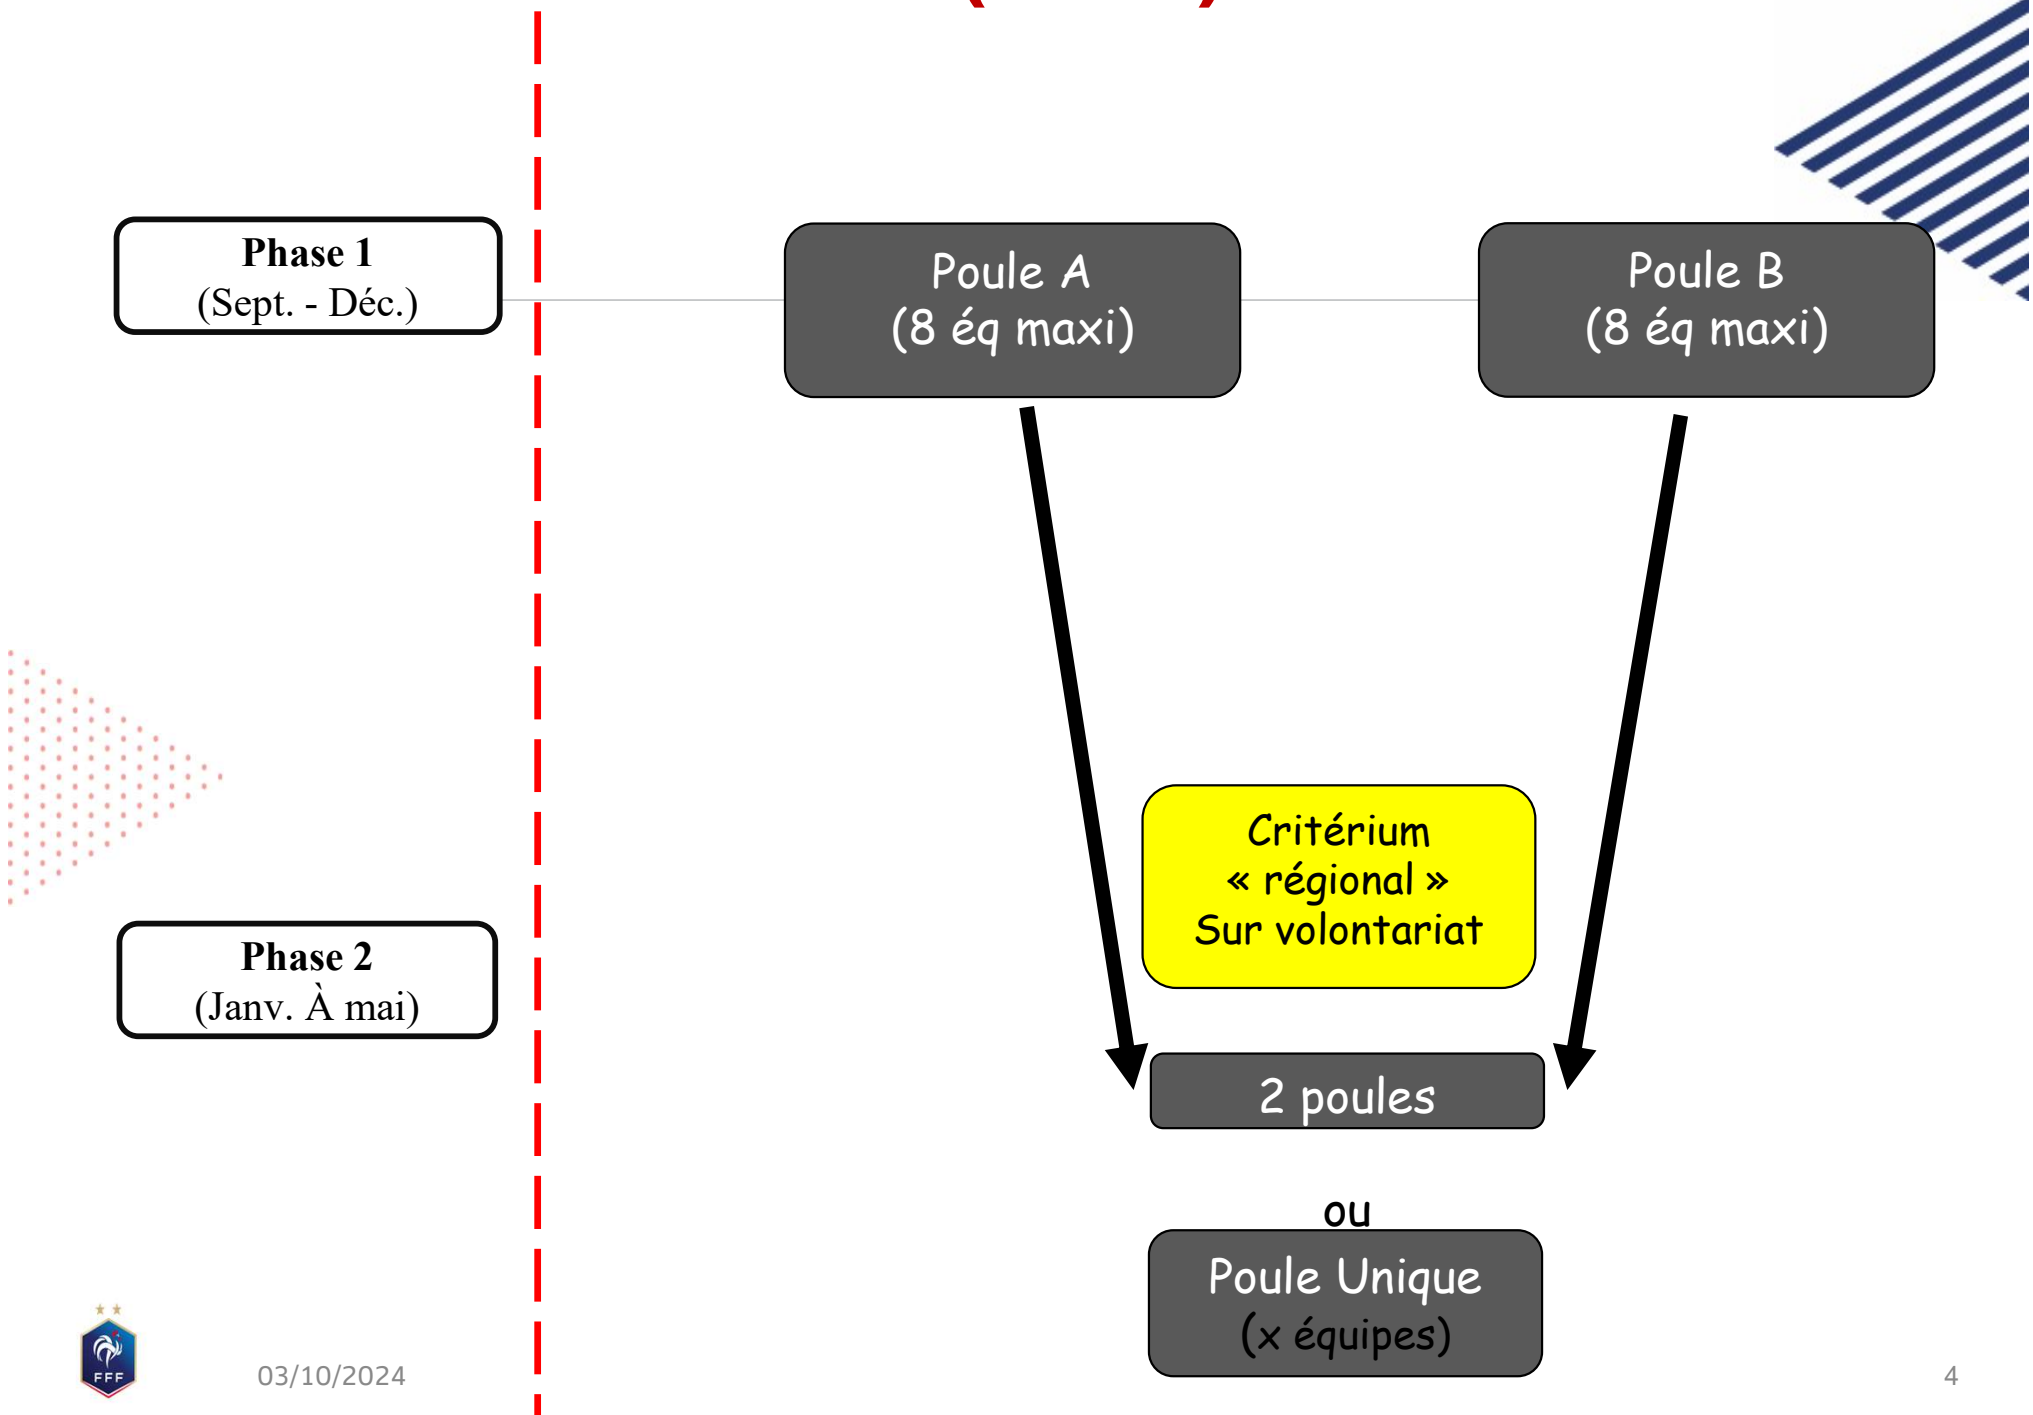 Phase 1
(Sept. - Déc.)
Poule A
(8 éq maxi)
Poule B
(8 éq maxi)
Critérium
« régional »
Sur volontariat
Phase 2
(Janv. À mai)
2 poules
ou
Poule Unique
(x équipes)
FFF
03/10/2024
4